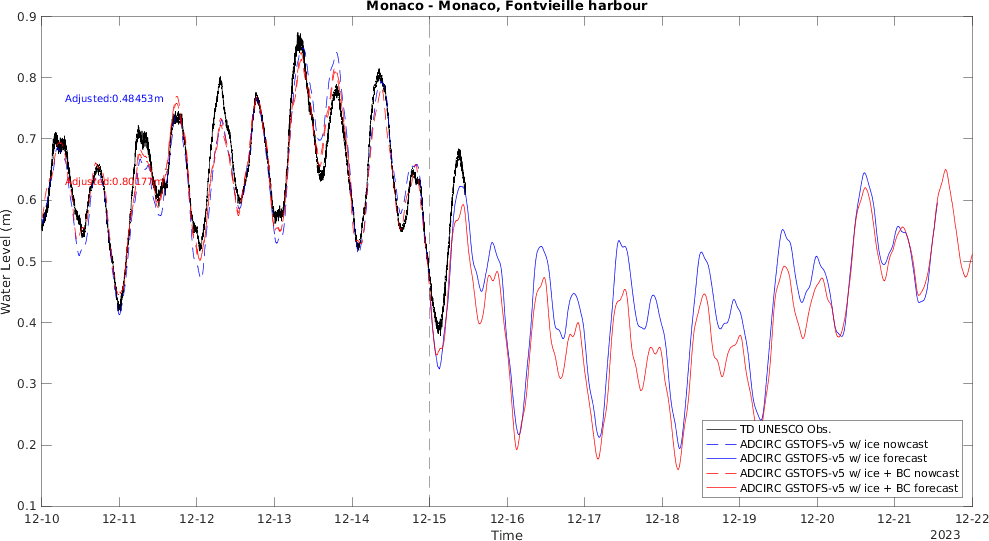 Monaco - Monaco, Fontvieille harbour
Water Level (m)
0.9
0.8
0.7
0.6
0.5
0.4
0.3
0.2
0.1
Adjusted:0.48453m
Adjusted:0.80177m
TD UNESCO Obs.
ADCIRC GSTOFS-v5 w/ ice nowcast
ADCIRC GSTOFS-v5 w/ ice forecast
ADCIRC GSTOFS-v5 w/ ice + BC nowcast
ADCIRC GSTOFS-v5 w/ ice + BC forecast
12-10 12-11 12-12 12-13 12-14 12-15 12-16 12-17 12-18 12-19 12-20 12-21 12-22
Time
2023